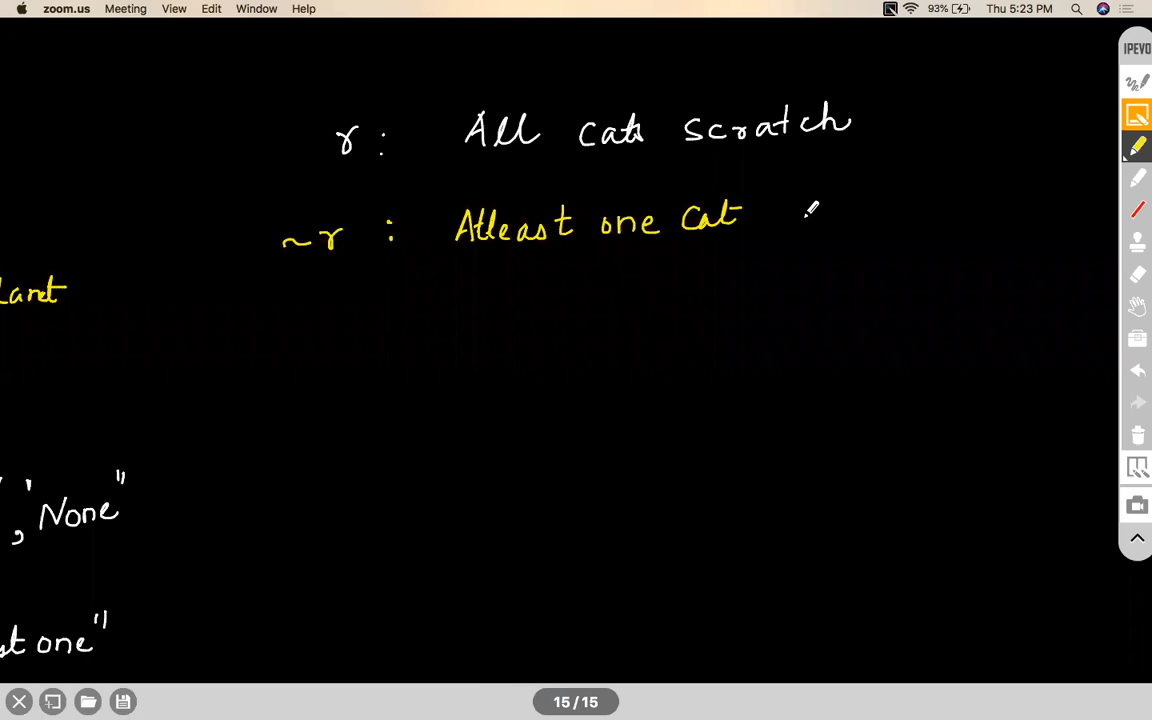 zoom.us Meeting View Edit Window Help 93% Thu 5:23 PM
IPEVO
r : All cats scratch
~r : Atleast one Cat
, 'None"
one"
15 / 15